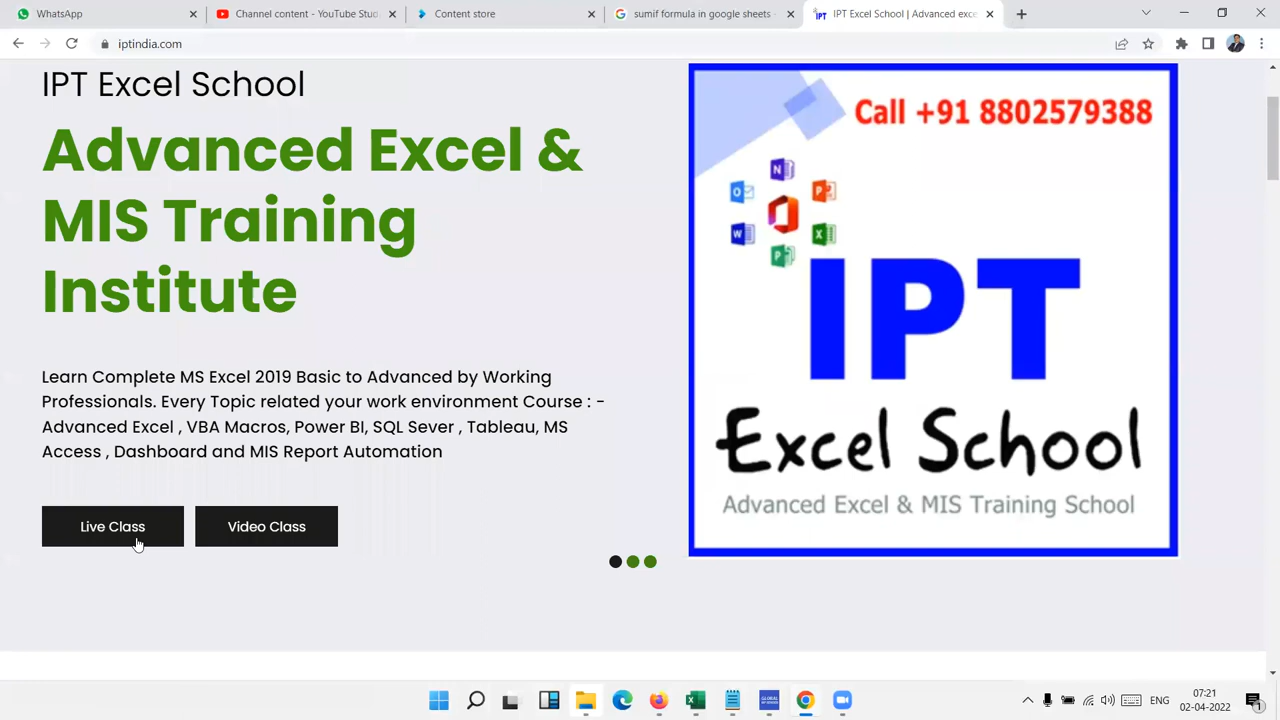 WhatsApp
Channel content - YouTube Stud
Content store
sumif formula in google sheets -
IPT Excel School | Advanced exce
iptindia.com
IPT Excel School
Advanced Excel &
MIS Training
Institute
Learn Complete MS Excel 2019 Basic to Advanced by Working
Professionals. Every Topic related your work environment Course : -
Advanced Excel , VBA Macros, Power BI, SQL Sever , Tableau, MS
Access , Dashboard and MIS Report Automation
Live Class
Video Class
Call +91 8802579388
IPT
Excel School
Advanced Excel & MIS Training School
ENG
07:21
02-04-2022